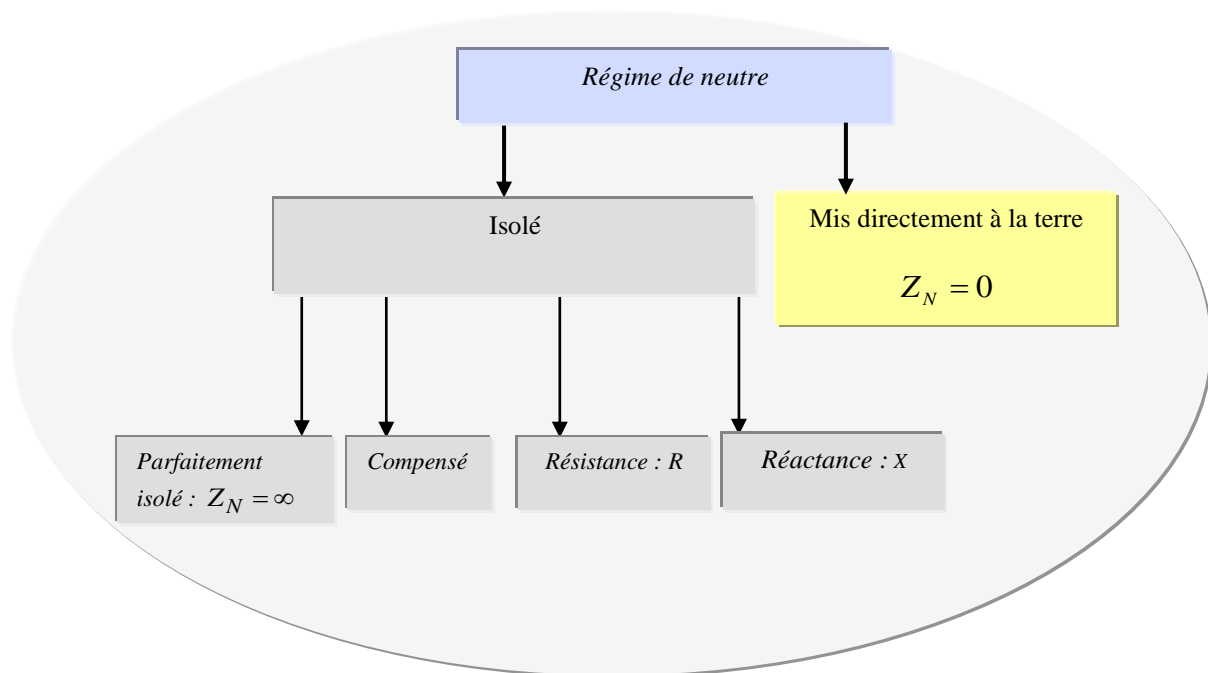 Régime de neutre
Isolé
Mis directement à la terre
Z_N = 0
Parfaitement
isolé : Z_N = ∞
Compensé
Résistance : R
Réactance : X